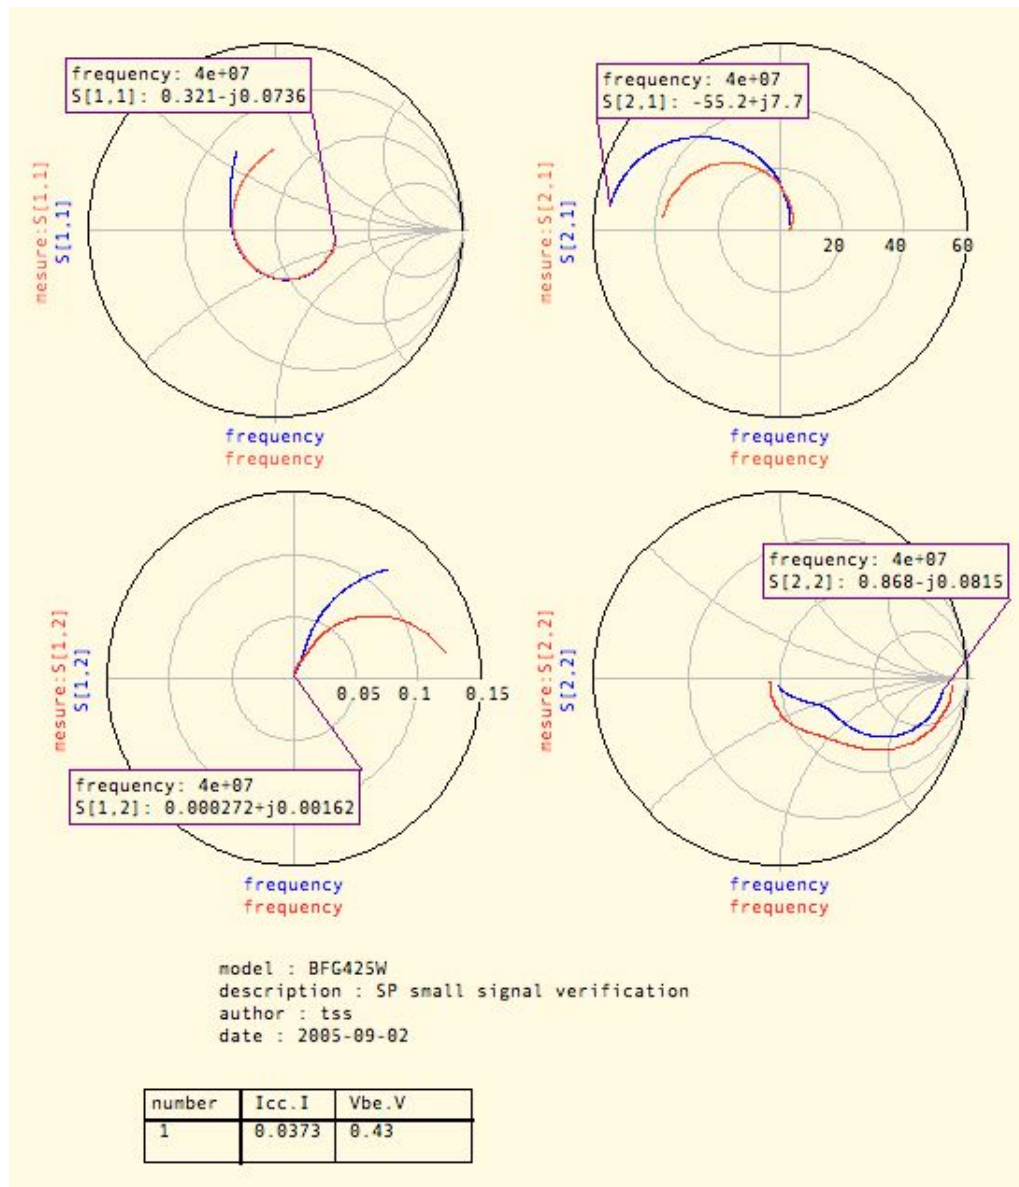 frequency: 4e+07
S[1,1]: 0.321-j0.0736
mesure:S[1,1]
S[1,1]
frequency
frequency
frequency: 4e+07
S[2,1]: -55.2+j7.7
mesure:S[2,1]
S[2,1]
20 40 60
frequency
frequency
mesure:S[1,2]
S[1,2]
0.05 0.1 0.15
frequency: 4e+07
S[1,2]: 0.000272+j0.00162
frequency
frequency
frequency: 4e+07
S[2,2]: 0.868-j0.0815
mesure:S[2,2]
S[2,2]
frequency
frequency
model : BFG425W
description : SP small signal verification
author : tss
date : 2005-09-02
number Icc.I Vbe.V
1 0.0373 0.43